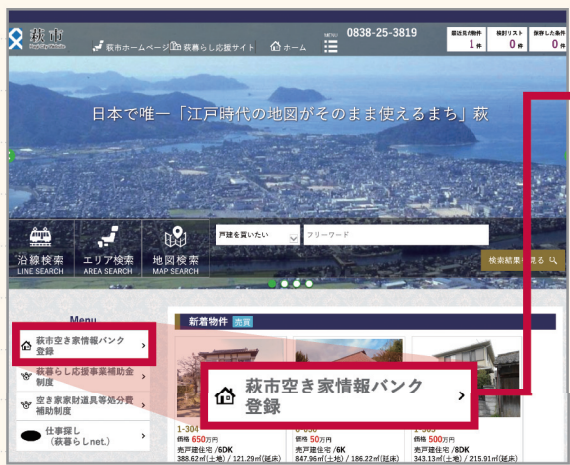 萩市
Hagi City Website
萩市ホームページ
萩暮らし応援サイト
ホーム
MENU
0838-25-3819
最近見た物件
1件
検討リスト
0件
保存した条件
0件
日本で唯一「江戸時代の地図がそのまま使えるまち」萩
沿線検索
LINE SEARCH
エリア検索
AREA SEARCH
地図検索
MAP SEARCH
戸建を買いたい
フリーワード
検索結果 見る
Menu
萩市空き家情報バンク
登録
萩暮らし応援事業補助金
制度
空き家家財道具等処分費
補助制度
仕事探し
(萩暮らしnet.)
新着物件 売買
萩市空き家情報バンク
登録
1-304
価格 650万円
売戸建住宅 /6DK
388.62㎡(土地) / 121.29㎡(延床)
価格 50万円
売戸建住宅 /6K
847.96㎡(土地) / 186.22㎡(延床)
価格 500万円
売戸建住宅 /8DK
343.13㎡(土地) / 215.91㎡(延床)